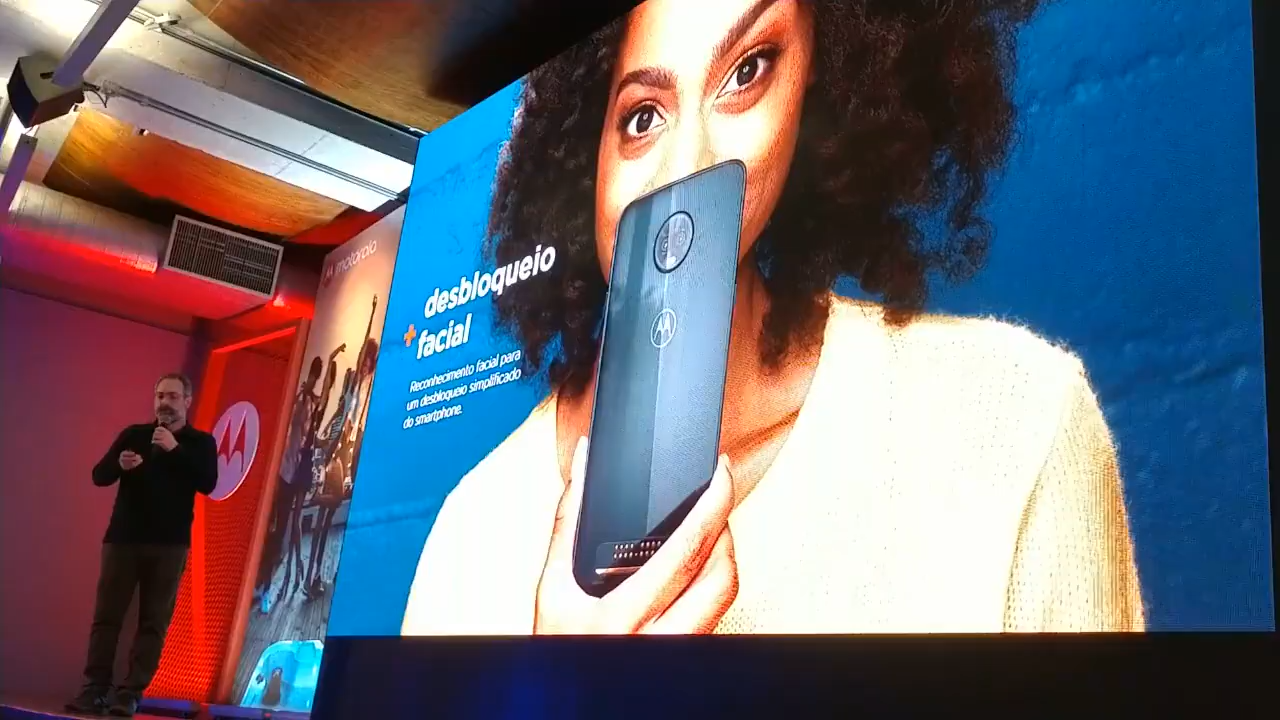 motorola
desbloqueio
+ facial
Reconhecimento facial para
um desbloqueio simplificado
do smartphone.